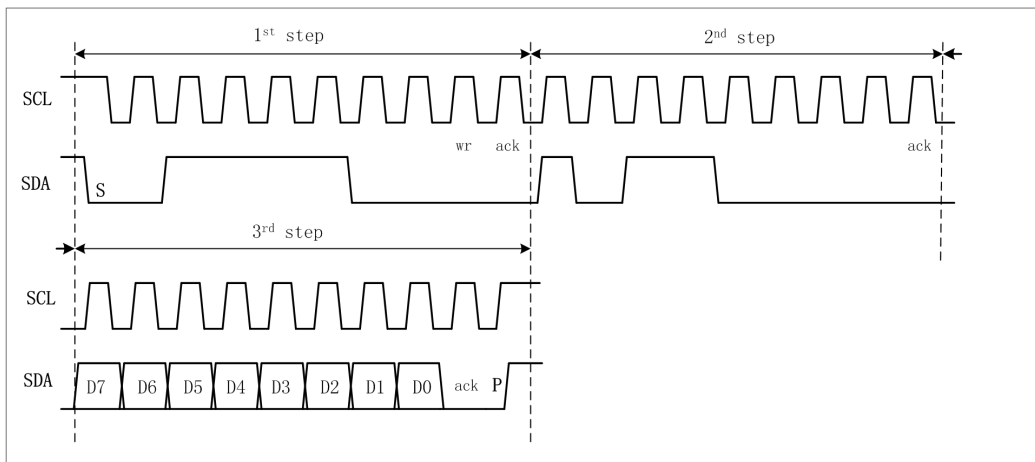 1st step 2nd step
SCL
wr ack ack
SDA S
3rd step
SCL
SDA D7 D6 D5 D4 D3 D2 D1 D0 ack P